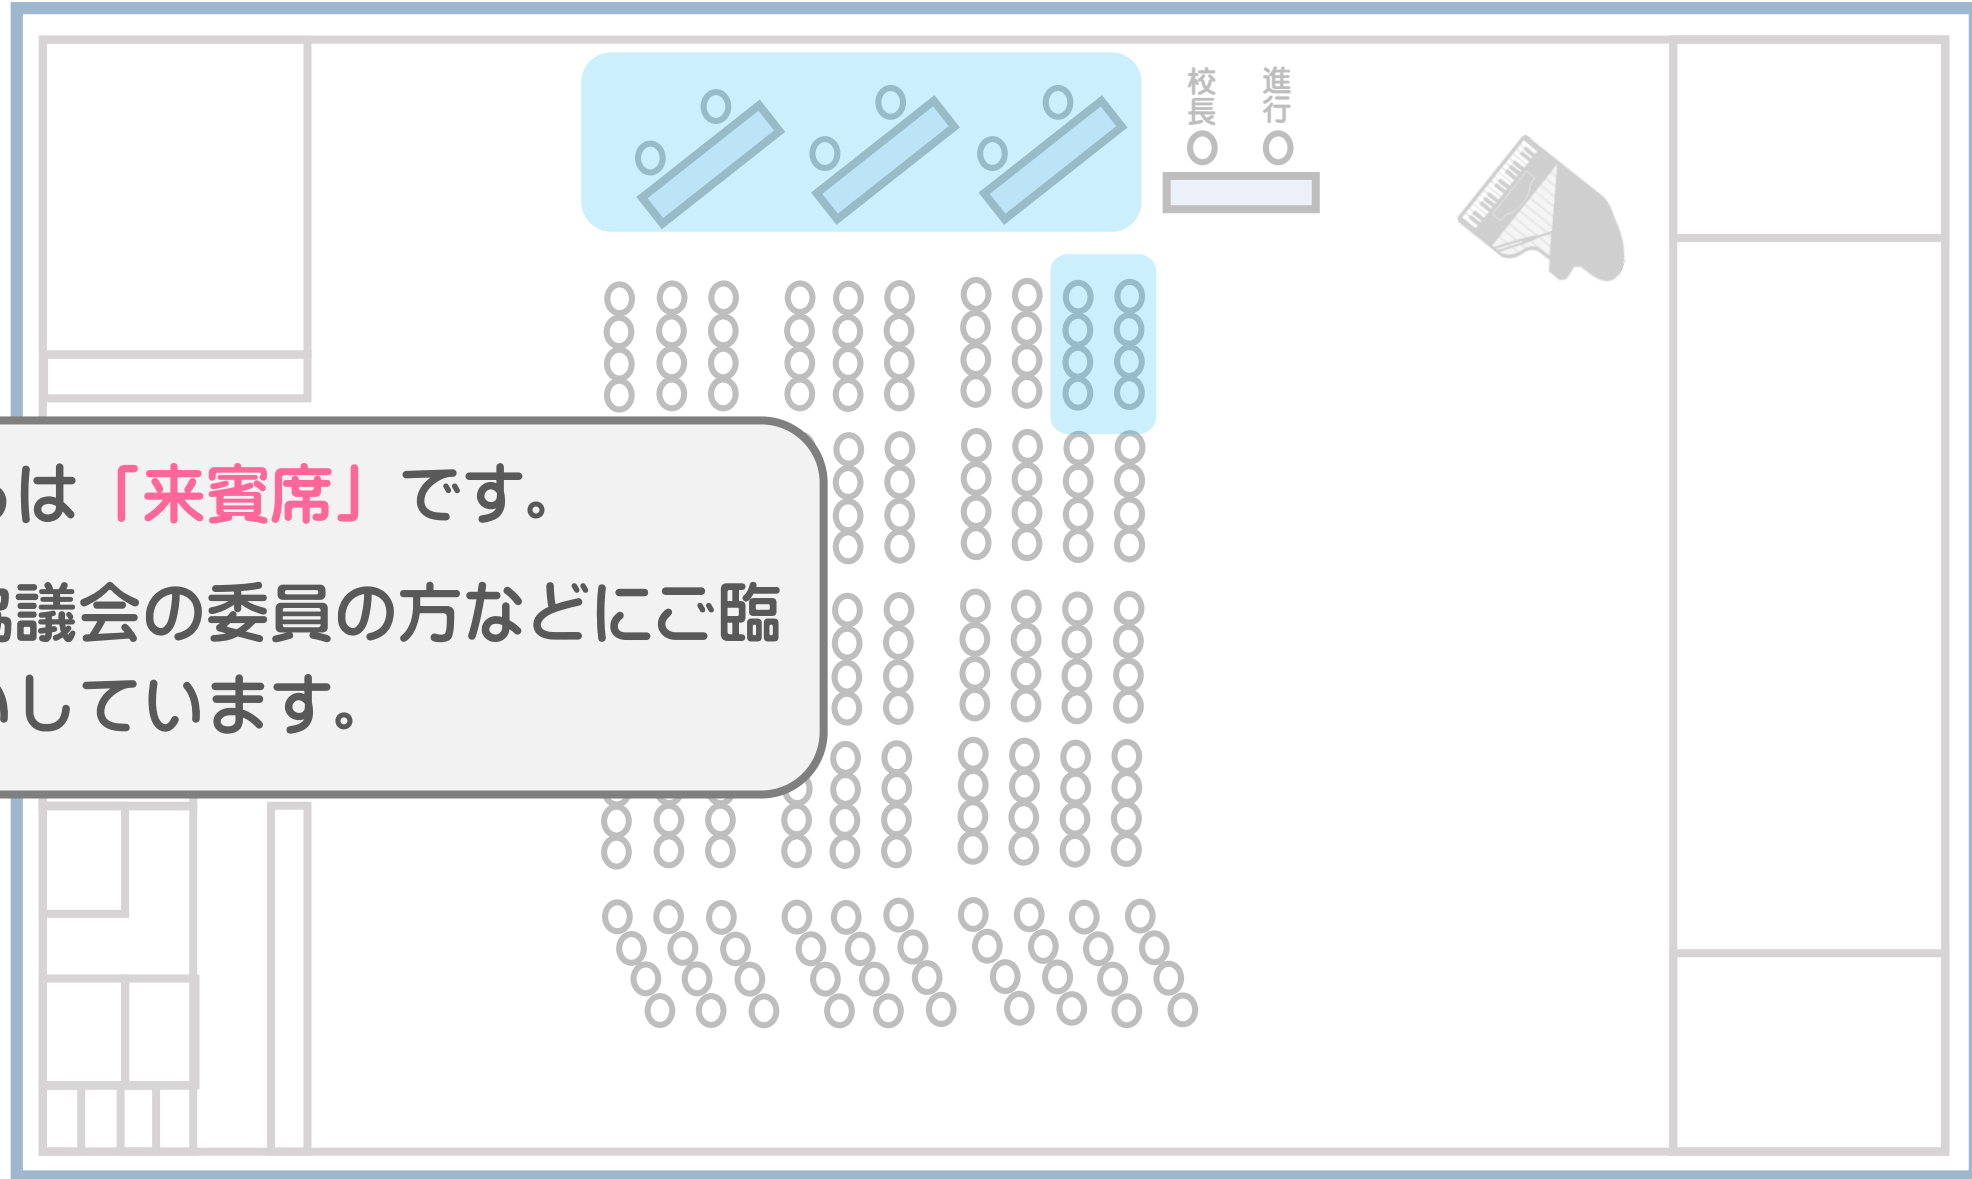 校長
進行
は「来賓席」です。
議会の委員の方などにご臨
しています。